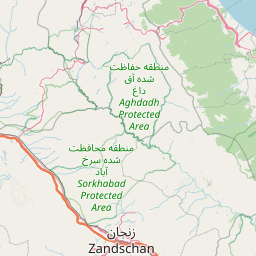 منطقه حفاظت
شده آق
داغ
Aghdadh
Protected
Area
منطقه محافظت
شده سرخ
آباد
Sorkhabad
Protected
Area
زنجان
Zandschan